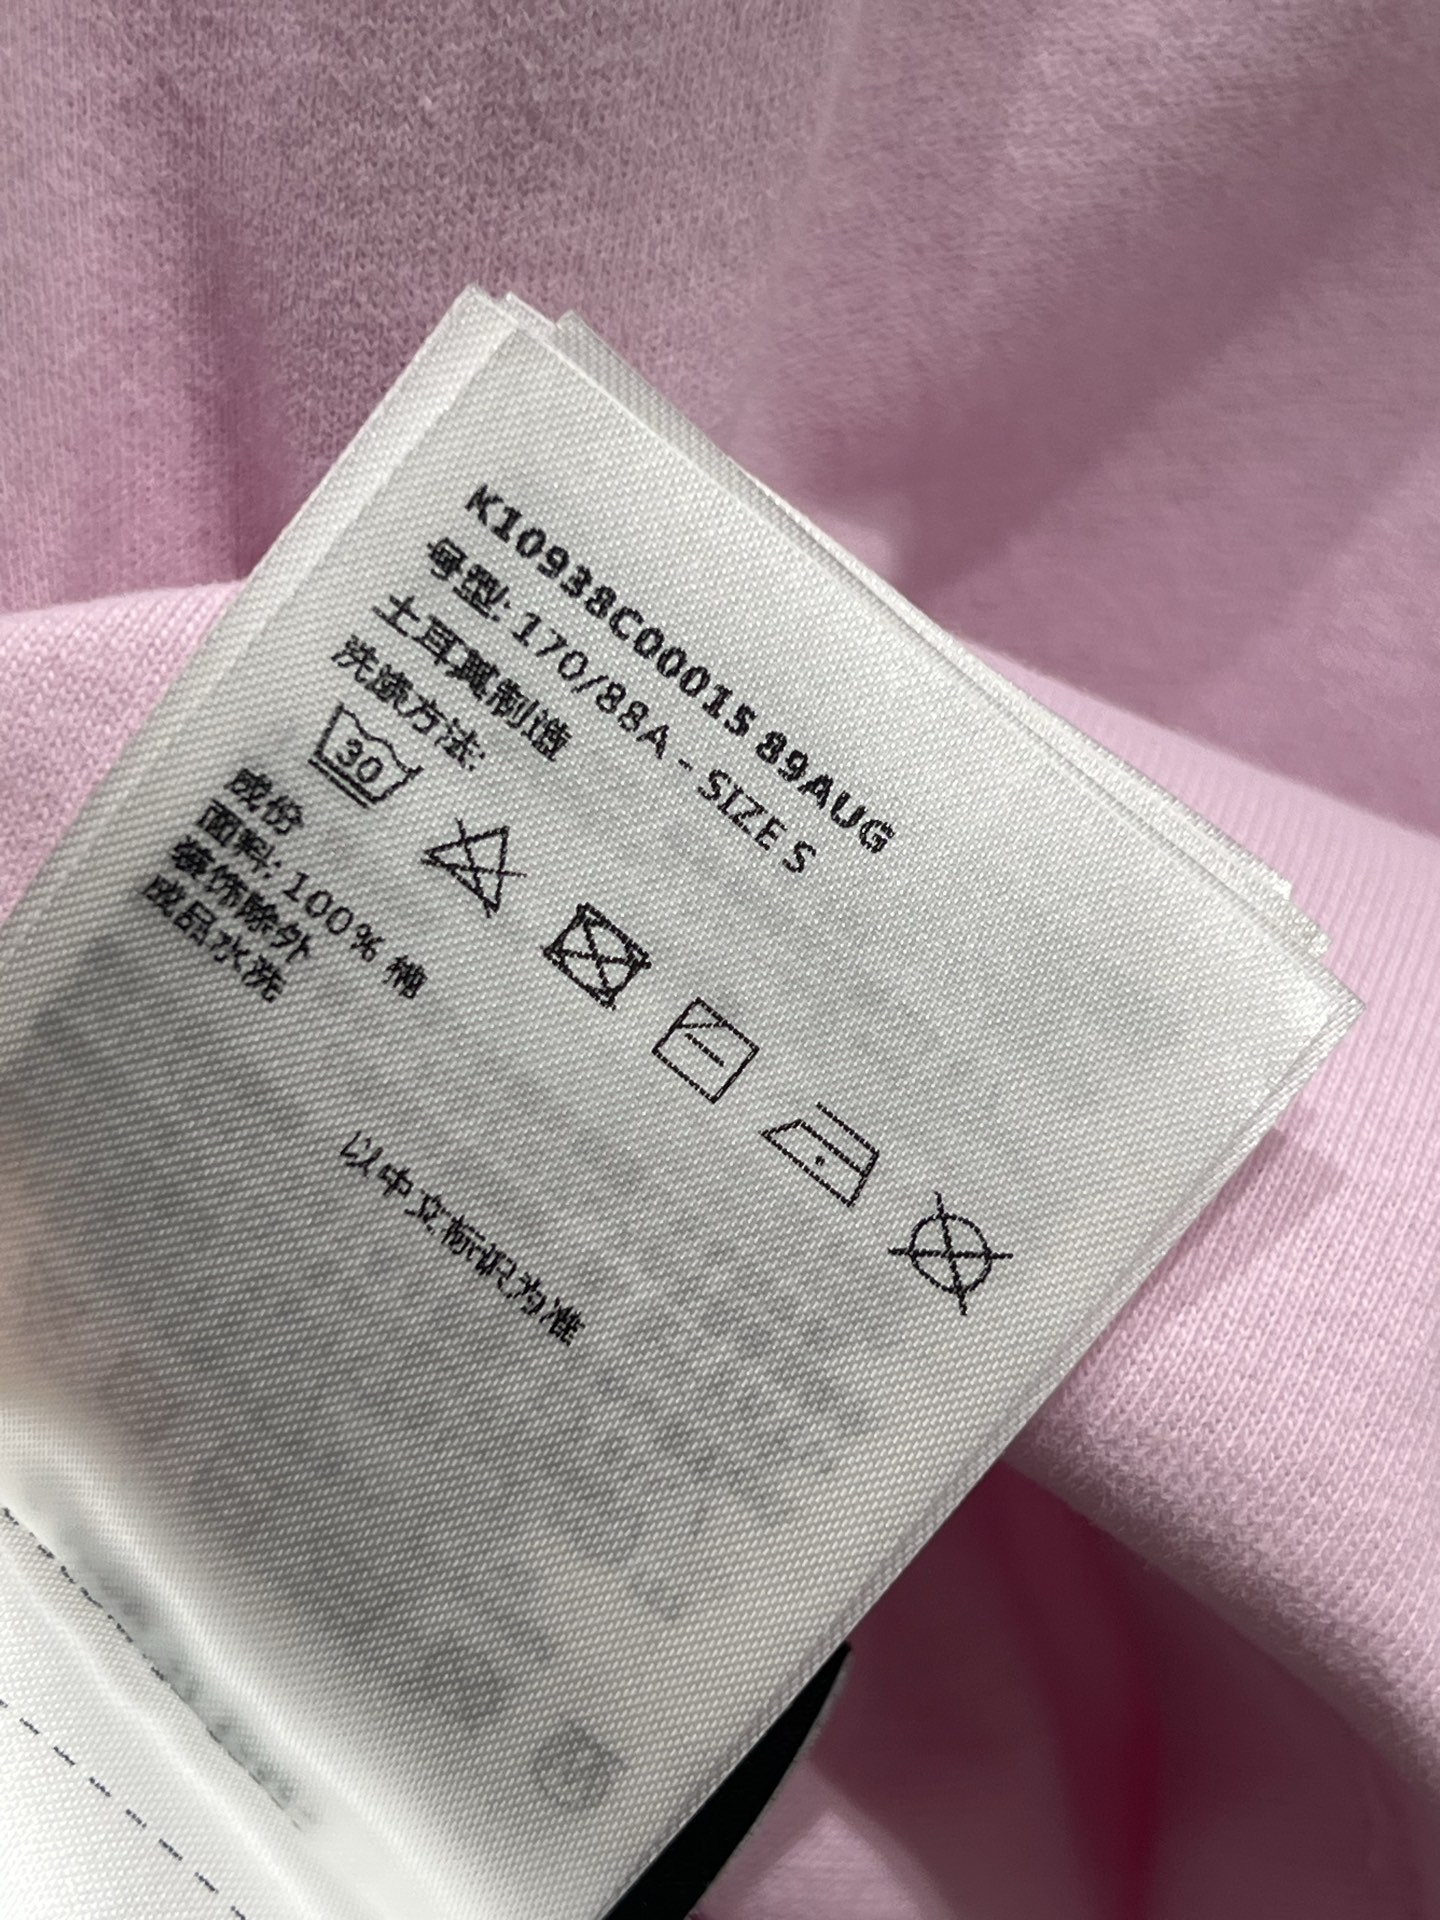 K10938C00015 89AUG
号型: 170/88A - SIZE S
土耳其制造
洗涤方法:
30
成份
面料: 100% 棉
装饰除外
成品水洗
以中文标识为准